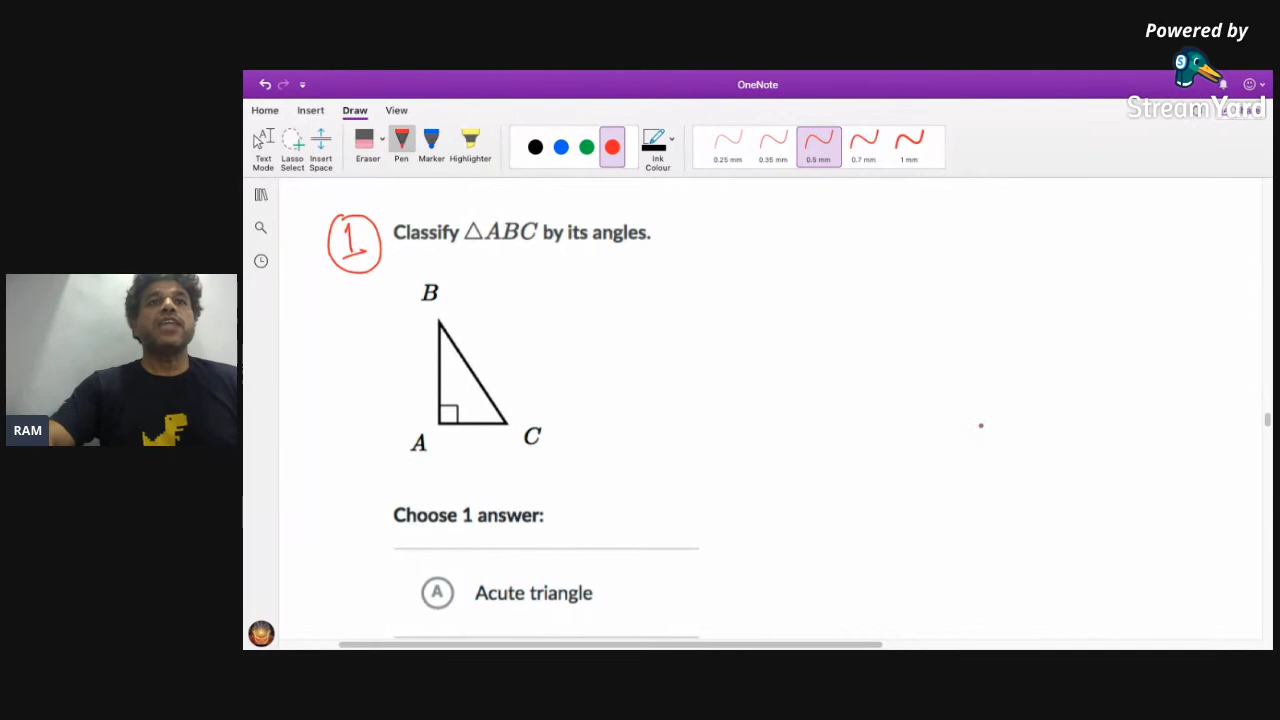 Powered by
StreamYard
OneNote
Home Insert Draw View
Text Mode
Lasso Select
Insert Space
Eraser
Pen
Marker
Highlighter
Ink Colour
0.25 mm
0.35 mm
0.5 mm
0.7 mm
1 mm
1 Classify △ABC by its angles.
B
A
C
RAM
Choose 1 answer:
A Acute triangle